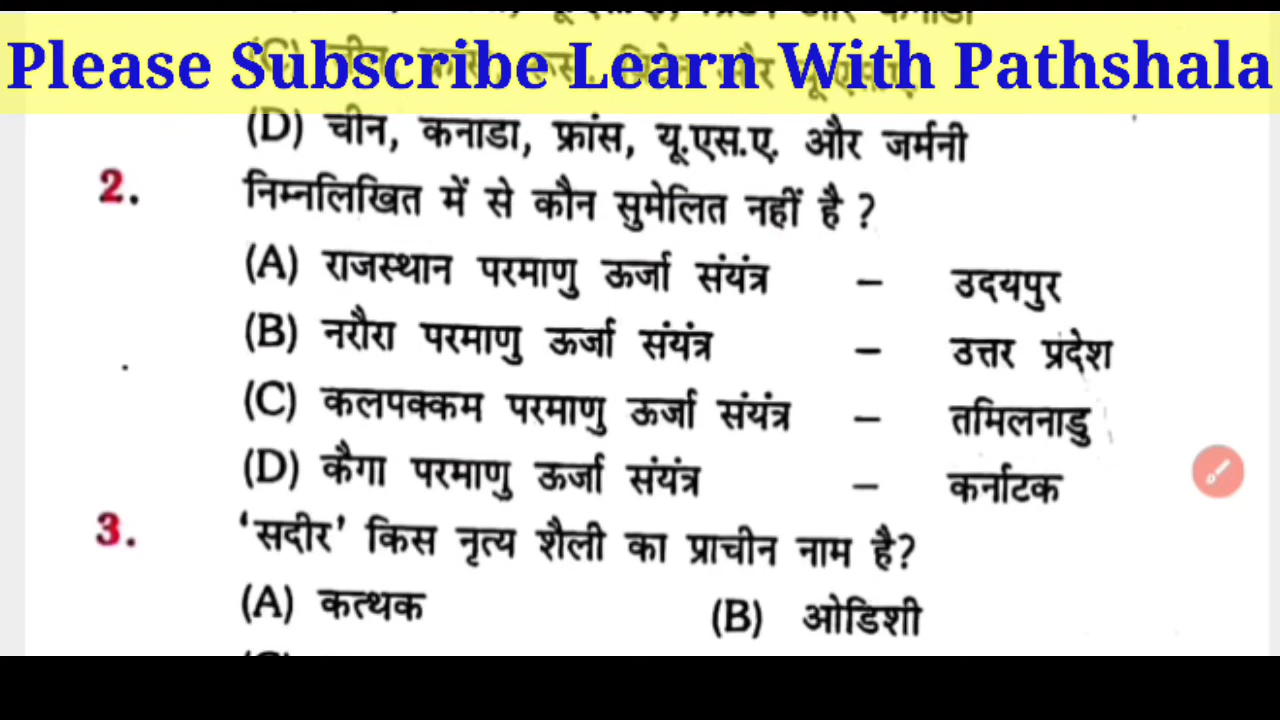 Please Subscribe Learn With Pathshala
(D) चीन, कनाडा, फ्रांस, यू.एस.ए. और जर्मनी
2. निम्नलिखित में से कौन सुमेलित नहीं है ?
(A) राजस्थान परमाणु ऊर्जा संयंत्र – उदयपुर
(B) नरौरा परमाणु ऊर्जा संयंत्र – उत्तर प्रदेश
(C) कलपक्कम परमाणु ऊर्जा संयंत्र – तमिलनाडु
(D) कैगा परमाणु ऊर्जा संयंत्र – कर्नाटक
3. ‘सदीर’ किस नृत्य शैली का प्राचीन नाम है?
(A) कत्थक (B) ओडिशी